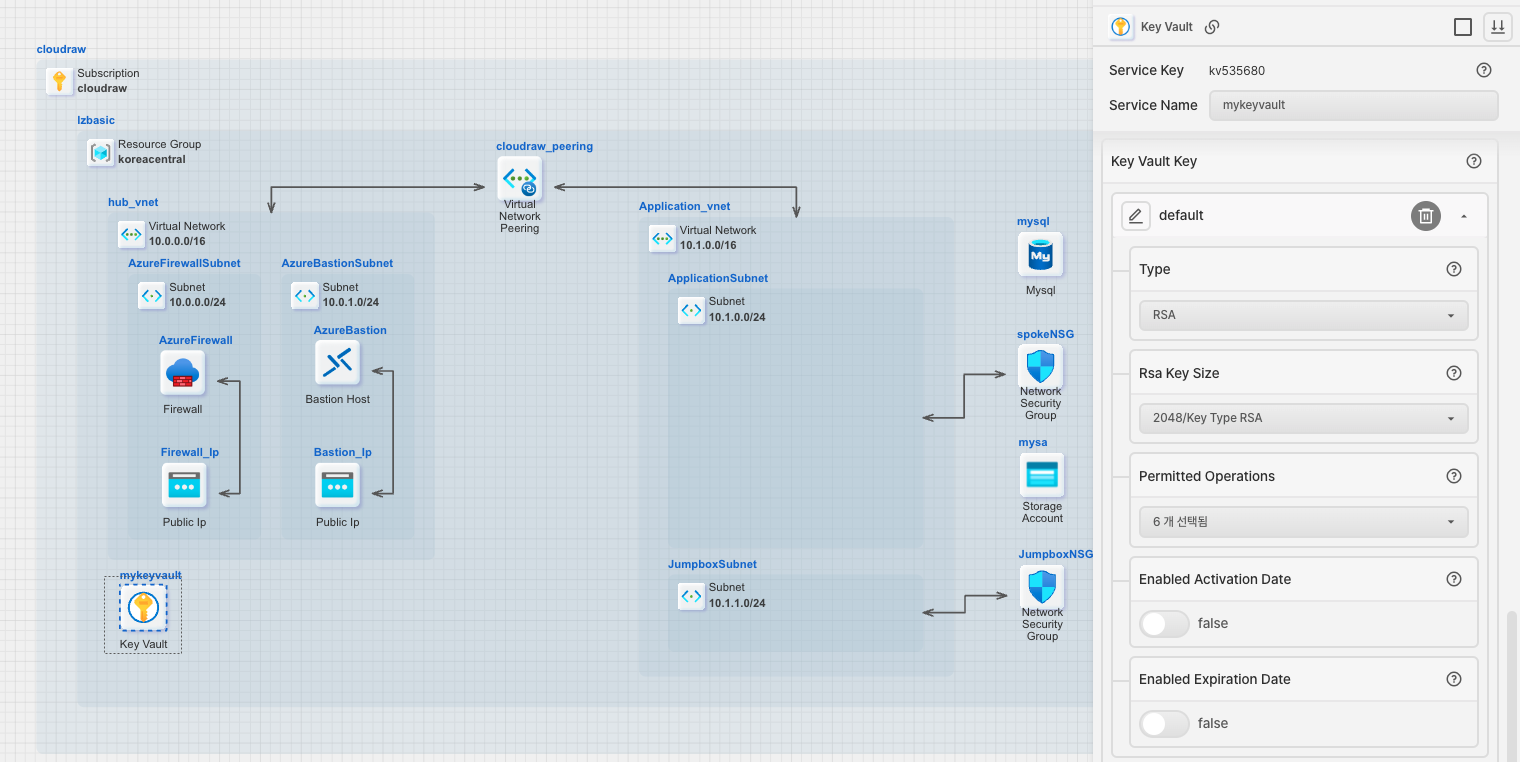 cloudraw
Subscription
cloudraw
lzbasic
Resource Group
koreacentral
cloudraw_peering
Virtual
Network
Peering
hub_vnet
Virtual Network
10.0.0.0/16
AzureFirewallSubnet
Subnet
10.0.0.0/24
AzureFirewall
Firewall
Firewall_Ip
Public Ip
AzureBastionSubnet
Subnet
10.0.1.0/24
AzureBastion
Bastion Host
Bastion_Ip
Public Ip
mykeyvault
Key Vault
Application_vnet
Virtual Network
10.1.0.0/16
ApplicationSubnet
Subnet
10.1.0.0/24
JumpboxSubnet
Subnet
10.1.1.0/24
mysql
My
Mysql
spokeNSG
Network
Security
Group
mysa
Storage
Account
JumpboxNSG
Network
Security
Group
Key Vault
Service Key kv535680
Service Name mykeyvault
Key Vault Key
default
Type
RSA
Rsa Key Size
2048/Key Type RSA
Permitted Operations
6 개 선택됨
Enabled Activation Date
false
Enabled Expiration Date
false